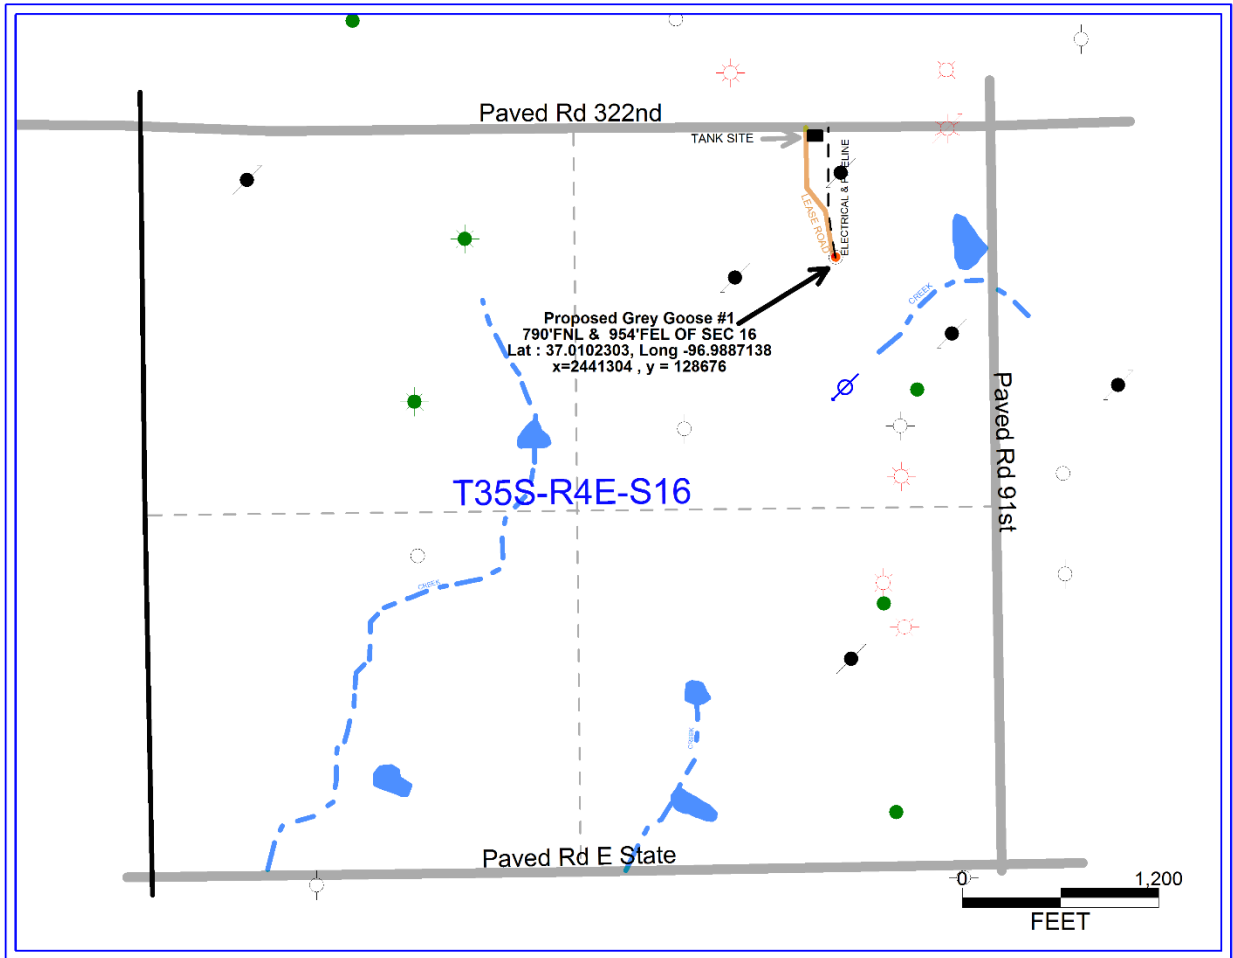 Paved Rd 322nd
TANK SITE
ELECTRICAL & PIPELINE
LEASE ROAD
CREEK
Proposed Grey Goose #1
790'FNL & 954'FEL OF SEC 16
Lat : 37.0102303, Long -96.9887138
x=2441304 , y = 128676
Paved Rd 91st
T35S-R4E-S16
CREEK
CREEK
Paved Rd E State
0 1,200
FEET